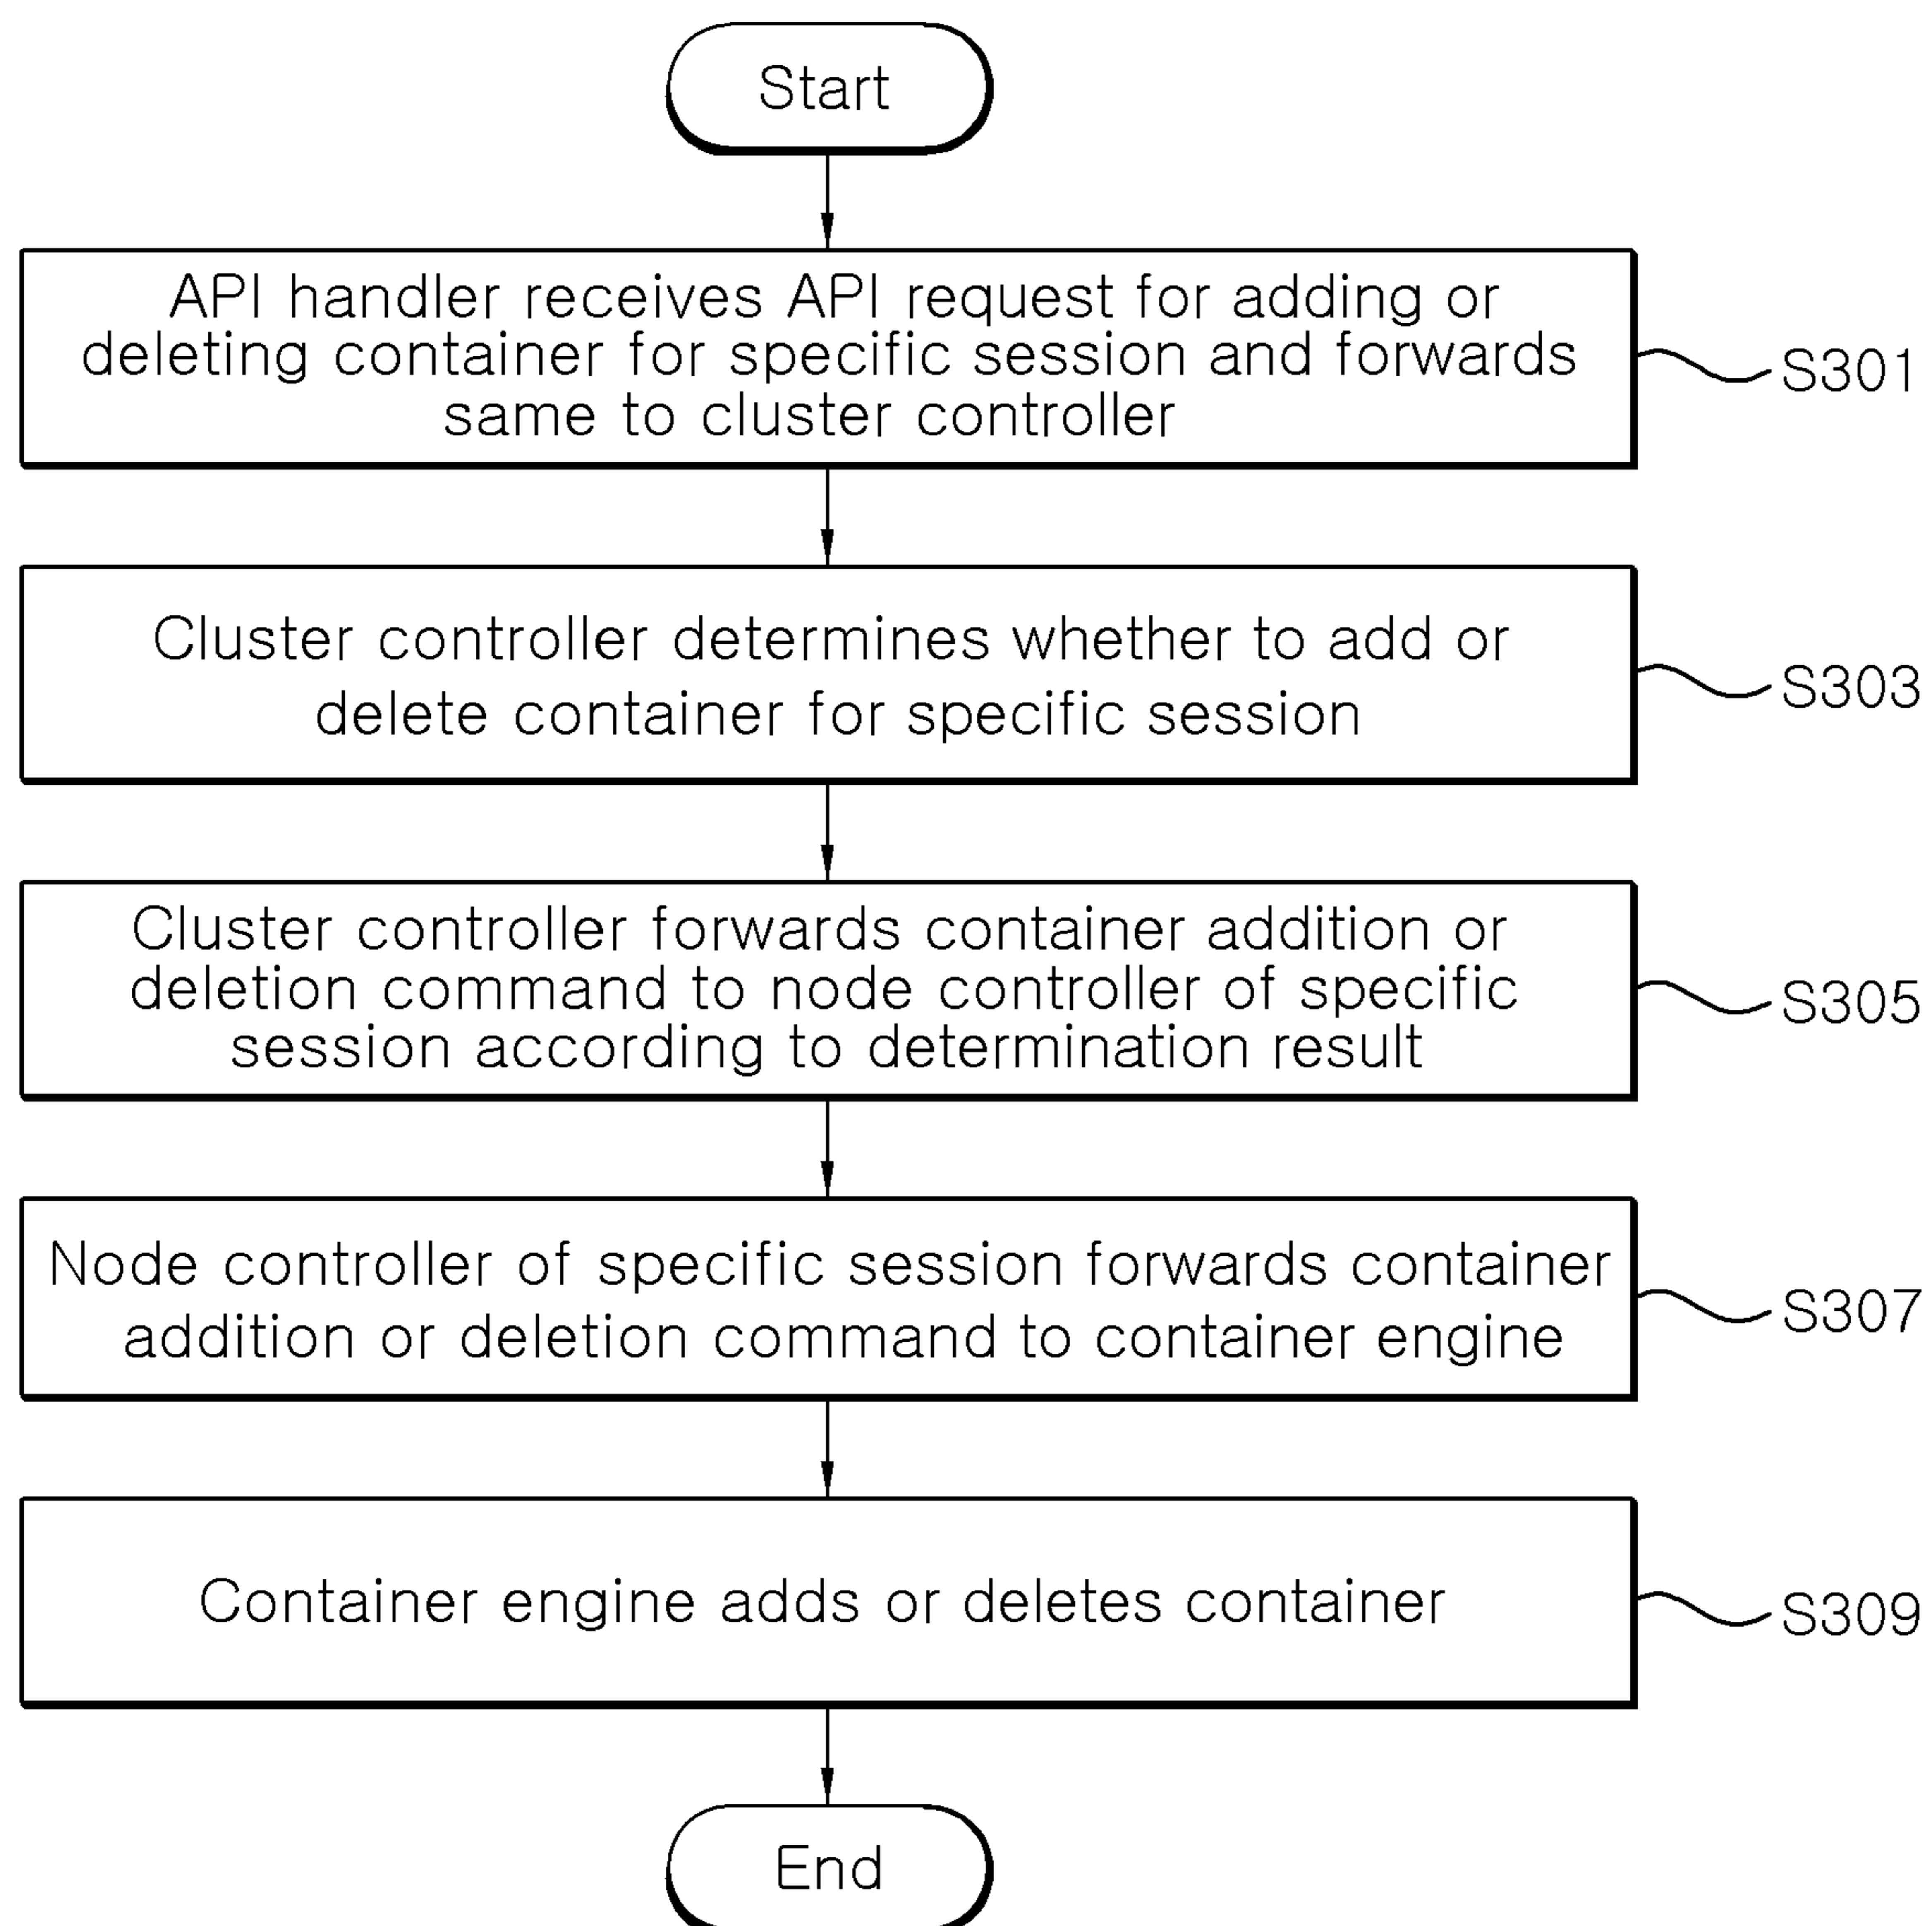 Start
API handler receives API request for adding or
deleting container for specific session and forwards
same to cluster controller
S301
Cluster controller determines whether to add or
delete container for specific session
S303
Cluster controller forwards container addition or
deletion command to node controller of specific
session according to determination result
S305
Node controller of specific session forwards container
addition or deletion command to container engine
S307
Container engine adds or deletes container
S309
End